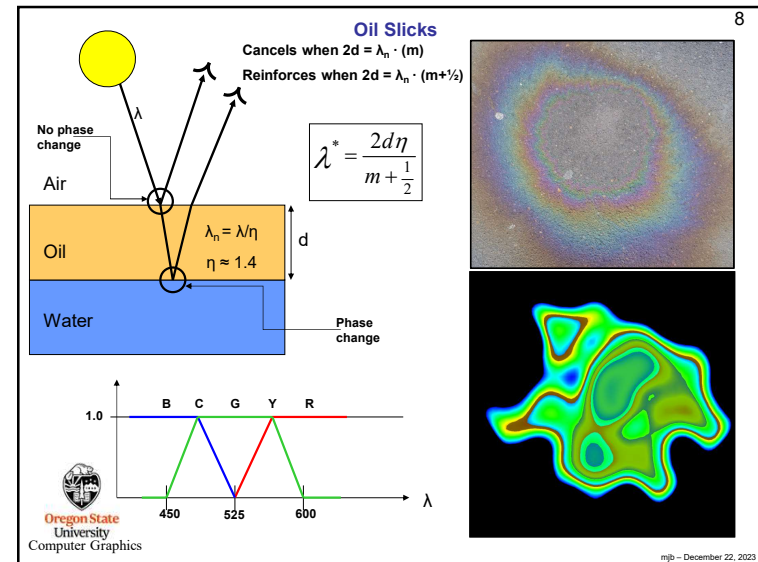 8
Oil Slicks
Cancels when 2d = λₙ · (m)
Reinforces when 2d = λₙ · (m+½)
λ
No phase
change
λ* = 2dη / (m + 1/2)
Air
Oil
λₙ = λ/η
η ≈ 1.4
d
Water
Phase
change
B C G Y R
1.0
450 525 600 λ
Oregon State
University
Computer Graphics
mjb – December 22, 2023